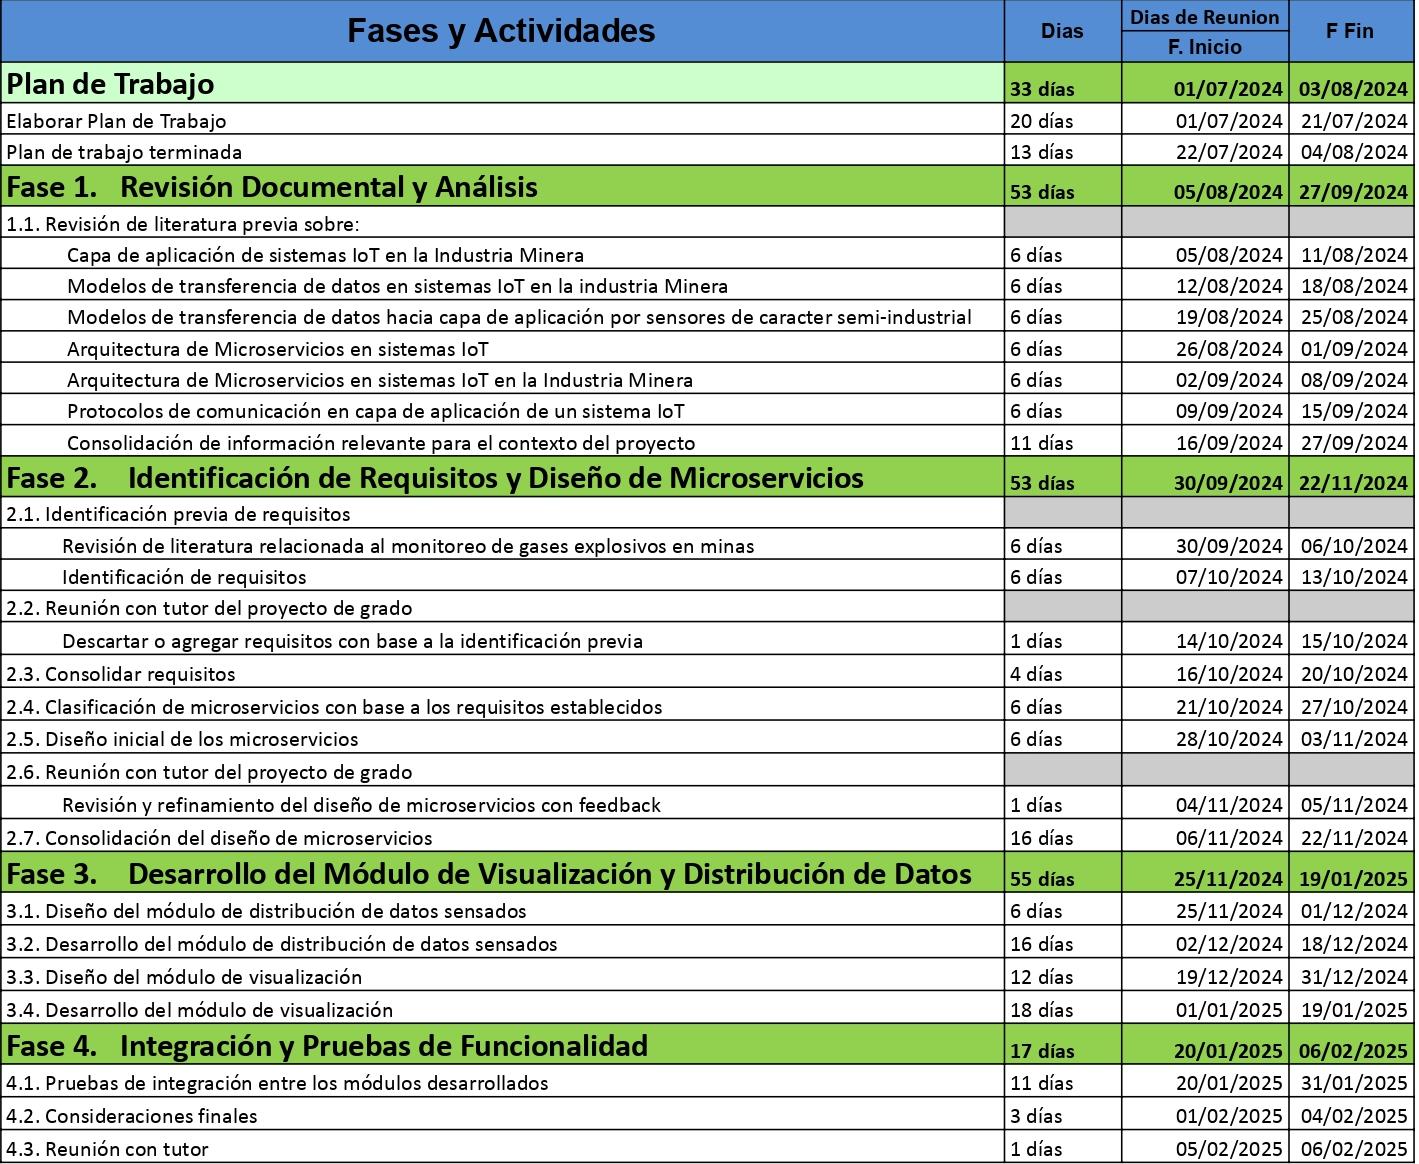 Fases y Actividades Dias Dias de Reunion F. Inicio F Fin
Plan de Trabajo 33 días 01/07/2024 03/08/2024
Elaborar Plan de Trabajo 20 días 01/07/2024 21/07/2024
Plan de trabajo terminada 13 días 22/07/2024 04/08/2024
Fase 1. Revisión Documental y Análisis 53 días 05/08/2024 27/09/2024
1.1. Revisión de literatura previa sobre:
Capa de aplicación de sistemas IoT en la Industria Minera 6 días 05/08/2024 11/08/2024
Modelos de transferencia de datos en sistemas IoT en la industria Minera 6 días 12/08/2024 18/08/2024
Modelos de transferencia de datos hacia capa de aplicación por sensores de caracter semi-industrial 6 días 19/08/2024 25/08/2024
Arquitectura de Microservicios en sistemas IoT 6 días 26/08/2024 01/09/2024
Arquitectura de Microservicios en sistemas IoT en la Industria Minera 6 días 02/09/2024 08/09/2024
Protocolos de comunicación en capa de aplicación de un sistema IoT 6 días 09/09/2024 15/09/2024
Consolidación de información relevante para el contexto del proyecto 11 días 16/09/2024 27/09/2024
Fase 2. Identificación de Requisitos y Diseño de Microservicios 53 días 30/09/2024 22/11/2024
2.1. Identificación previa de requisitos
Revisión de literatura relacionada al monitoreo de gases explosivos en minas 6 días 30/09/2024 06/10/2024
Identificación de requisitos 6 días 07/10/2024 13/10/2024
2.2. Reunión con tutor del proyecto de grado
Descartar o agregar requisitos con base a la identificación previa 1 días 14/10/2024 15/10/2024
2.3. Consolidar requisitos 4 días 16/10/2024 20/10/2024
2.4. Clasificación de microservicios con base a los requisitos establecidos 6 días 21/10/2024 27/10/2024
2.5. Diseño inicial de los microservicios 6 días 28/10/2024 03/11/2024
2.6. Reunión con tutor del proyecto de grado
Revisión y refinamiento del diseño de microservicios con feedback 1 días 04/11/2024 05/11/2024
2.7. Consolidación del diseño de microservicios 16 días 06/11/2024 22/11/2024
Fase 3. Desarrollo del Módulo de Visualización y Distribución de Datos 55 días 25/11/2024 19/01/2025
3.1. Diseño del módulo de distribución de datos sensados 6 días 25/11/2024 01/12/2024
3.2. Desarrollo del módulo de distribución de datos sensados 16 días 02/12/2024 18/12/2024
3.3. Diseño del módulo de visualización 12 días 19/12/2024 31/12/2024
3.4. Desarrollo del módulo de visualización 18 días 01/01/2025 19/01/2025
Fase 4. Integración y Pruebas de Funcionalidad 17 días 20/01/2025 06/02/2025
4.1. Pruebas de integración entre los módulos desarrollados 11 días 20/01/2025 31/01/2025
4.2. Consideraciones finales 3 días 01/02/2025 04/02/2025
4.3. Reunión con tutor 1 días 05/02/2025 06/02/2025